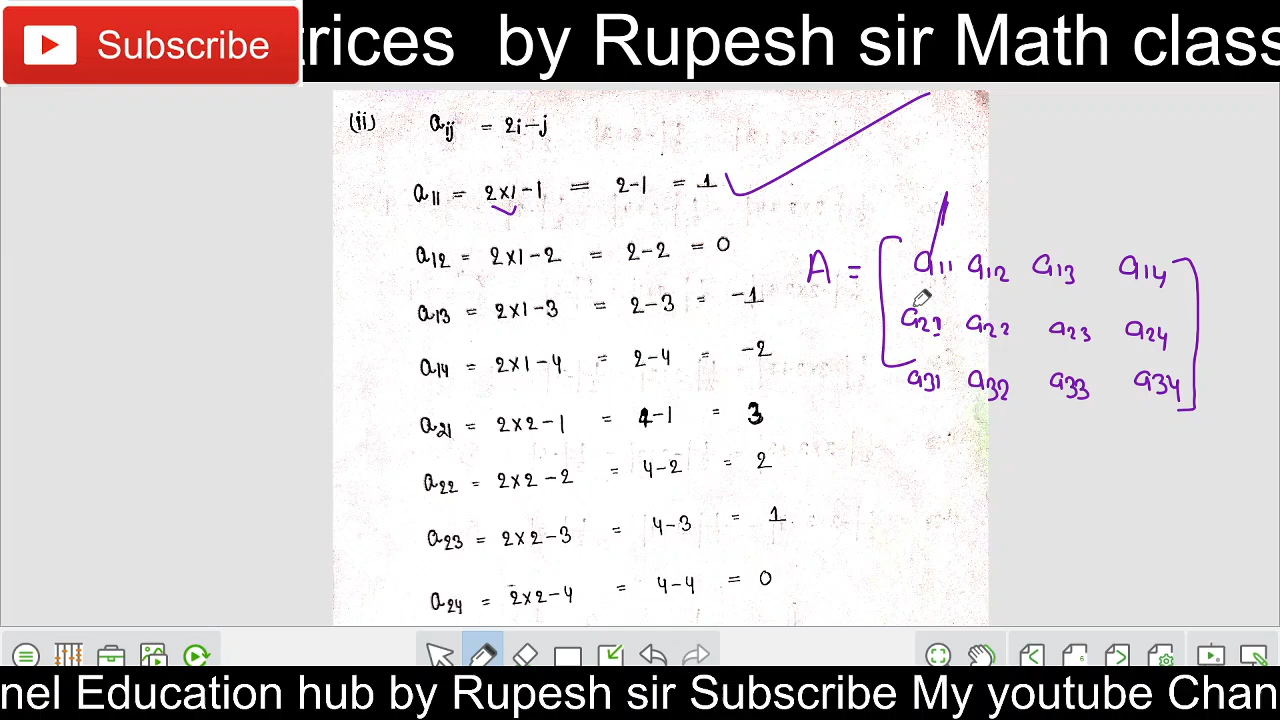 Subscribe
trices by Rupesh sir Math class
(ii) aij = 2i-j
a11 = 2×1-1 = 2-1 = 1
a12 = 2×1-2 = 2-2 = 0
a13 = 2×1-3 = 2-3 = -1
a14 = 2×1-4 = 2-4 = -2
a21 = 2×2-1 = 4-1 = 3
a22 = 2×2-2 = 4-2 = 2
a23 = 2×2-3 = 4-3 = 1
a24 = 2×2-4 = 4-4 = 0
A = [ a11 a12 a13 a14
a21 a22 a23 a24
a31 a32 a33 a34 ]
nel Education hub by Rupesh sir Subscribe My youtube Chan